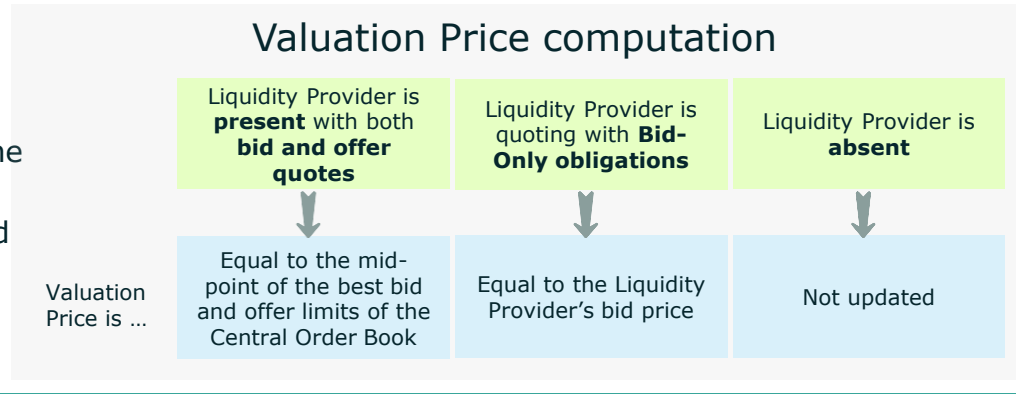 Valuation Price computation
Liquidity Provider is
present with both
bid and offer
quotes
Liquidity Provider is
quoting with Bid-
Only obligations
Liquidity Provider is
absent
Valuation
Price is …
Equal to the mid-
point of the best bid
and offer limits of the
Central Order Book
Equal to the Liquidity
Provider’s bid price
Not updated